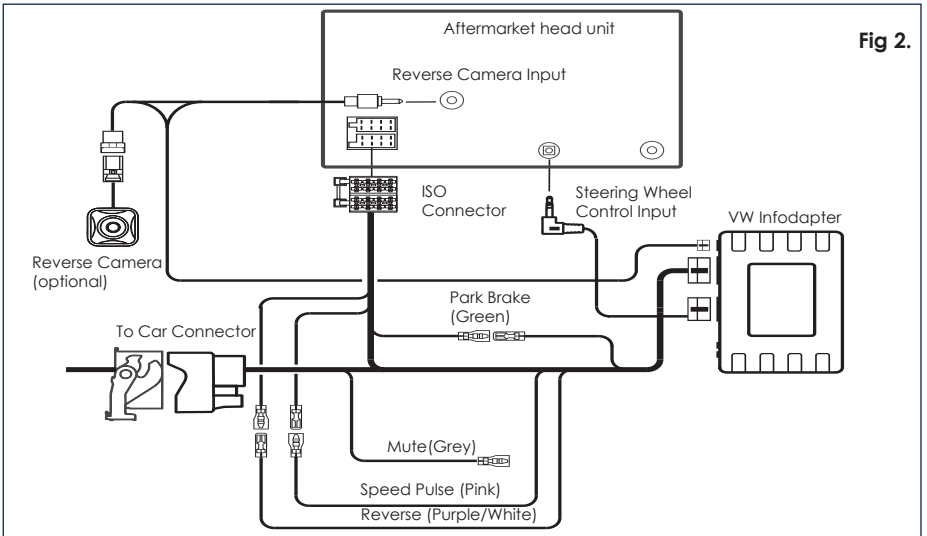 Aftermarket head unit
Fig 2.
Reverse Camera Input
ISO
Connector
Steering Wheel
Control Input
VW Infodapter
Reverse Camera
(optional)
Park Brake
(Green)
To Car Connector
Mute(Grey)
Speed Pulse (Pink)
Reverse (Purple/White)